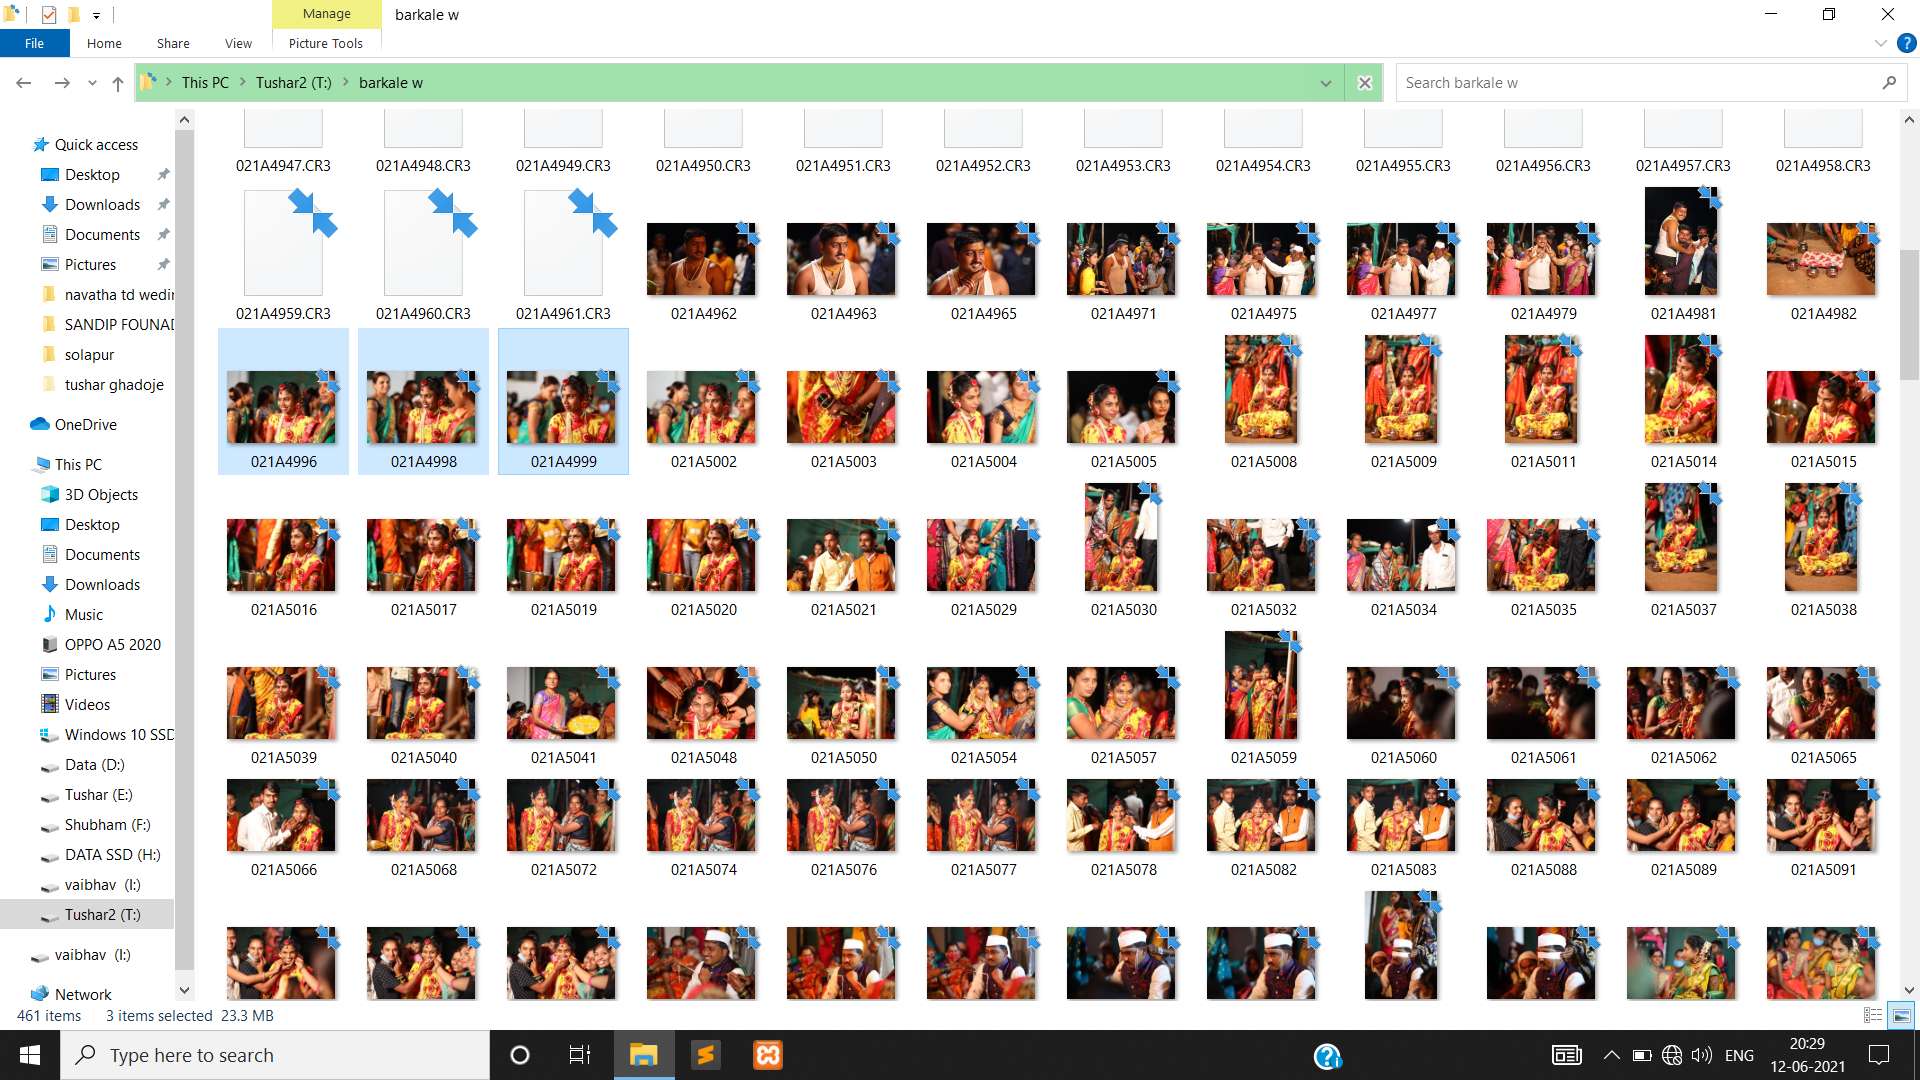 Manage
barkale w
File
Home
Share
View
Picture Tools
This PC
Tushar2 (T:)
barkale w
Search barkale w
Quick access
Desktop
Downloads
Documents
Pictures
navatha td wedin
SANDIP FOUNAD
solapur
tushar ghadoje
OneDrive
This PC
3D Objects
Desktop
Documents
Downloads
Music
OPPO A5 2020
Pictures
Videos
Windows 10 SSD
Data (D:)
Tushar (E:)
Shubham (F:)
DATA SSD (H:)
vaibhav (I:)
Tushar2 (T:)
vaibhav (I:)
Network
021A4947.CR3 021A4948.CR3 021A4949.CR3 021A4950.CR3 021A4951.CR3 021A4952.CR3 021A4953.CR3 021A4954.CR3 021A4955.CR3 021A4956.CR3 021A4957.CR3 021A4958.CR3
021A4959.CR3 021A4960.CR3 021A4961.CR3 021A4962 021A4963 021A4965 021A4971 021A4975 021A4977 021A4979 021A4981 021A4982
021A4996 021A4998 021A4999 021A5002 021A5003 021A5004 021A5005 021A5008 021A5009 021A5011 021A5014 021A5015
021A5016 021A5017 021A5019 021A5020 021A5021 021A5029 021A5030 021A5032 021A5034 021A5035 021A5037 021A5038
021A5039 021A5040 021A5041 021A5048 021A5050 021A5054 021A5057 021A5059 021A5060 021A5061 021A5062 021A5065
021A5066 021A5068 021A5072 021A5074 021A5076 021A5077 021A5078 021A5082 021A5083 021A5088 021A5089 021A5091
461 items 3 items selected 23.3 MB
Type here to search
ENG
20:29
12-06-2021